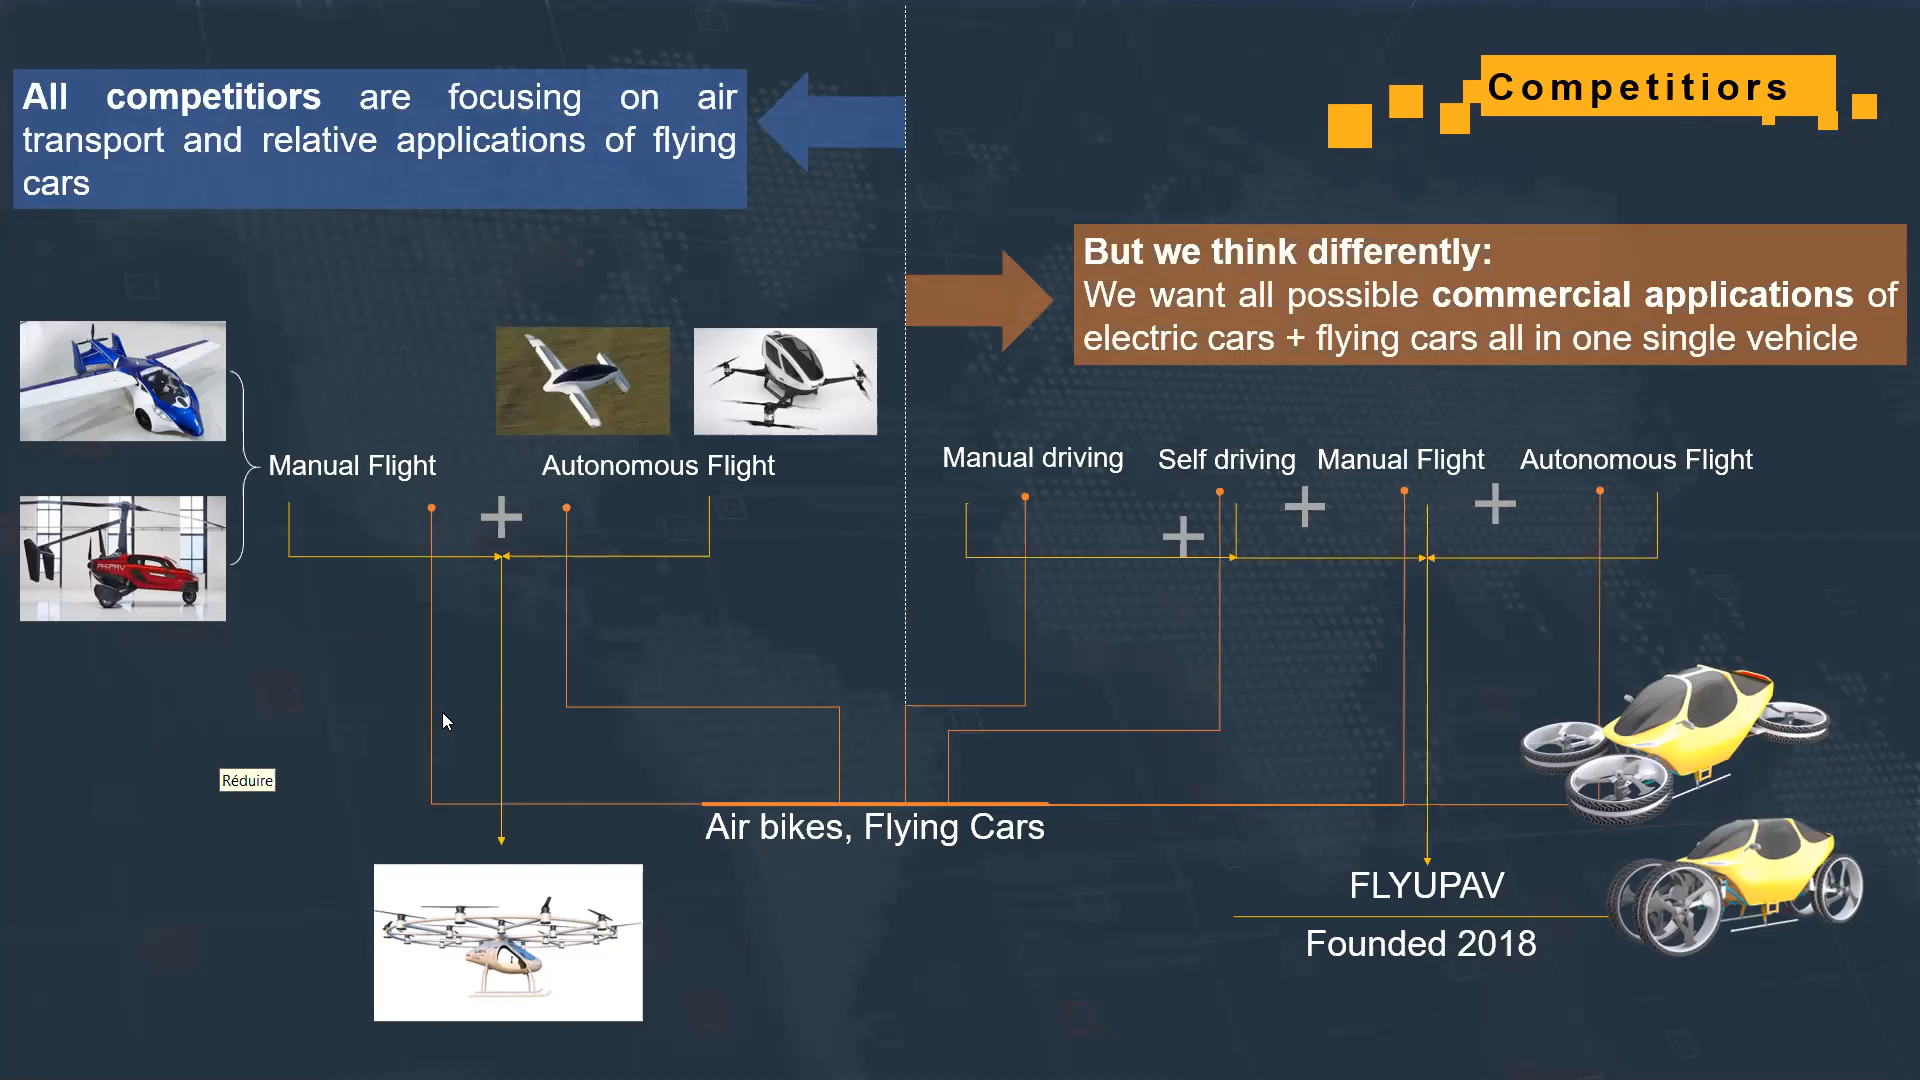 Competitiors
All competitiors are focusing on air
transport and relative applications of flying
cars
But we think differently:
We want all possible commercial applications of
electric cars + flying cars all in one single vehicle
Manual Flight
Autonomous Flight
Manual driving
Self driving
Manual Flight
Autonomous Flight
PH-PAV
Réduire
Air bikes, Flying Cars
FLYUPAV
Founded 2018